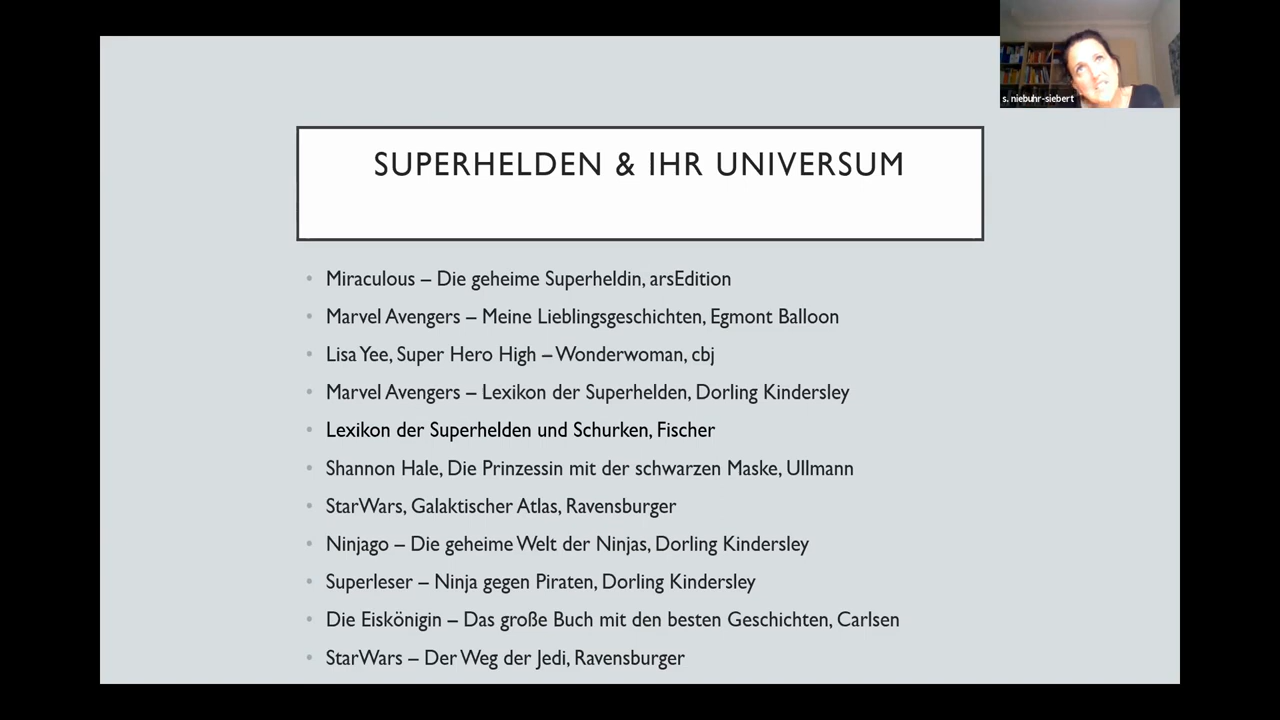 s. niebuhr-siebert
SUPERHELDEN & IHR UNIVERSUM
• Miraculous – Die geheime Superheldin, arsEdition
• Marvel Avengers – Meine Lieblingsgeschichten, Egmont Balloon
• Lisa Yee, Super Hero High – Wonderwoman, cbj
• Marvel Avengers – Lexikon der Superhelden, Dorling Kindersley
• Lexikon der Superhelden und Schurken, Fischer
• Shannon Hale, Die Prinzessin mit der schwarzen Maske, Ullmann
• StarWars, Galaktischer Atlas, Ravensburger
• Ninjago – Die geheime Welt der Ninjas, Dorling Kindersley
• Superleser – Ninja gegen Piraten, Dorling Kindersley
• Die Eiskönigin – Das große Buch mit den besten Geschichten, Carlsen
• StarWars – Der Weg der Jedi, Ravensburger